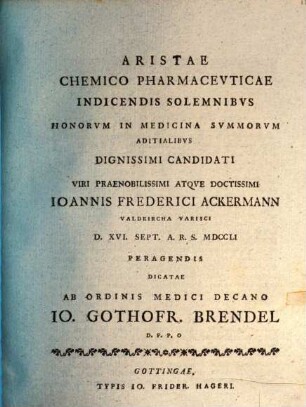 ARISTAE
CHEMICO PHARMACEVTICAE
INDICENDIS SOLEMNIBVS
HONORVM IN MEDICINA SVMMORVM
ADITIALIBVS
DIGNISSIMI CANDIDATI
VIRI PRAENOBILISSIMI ATQVE DOCTISSIMI
IOANNIS FREDERICI ACKERMANN
VALDKIRCHA VARISCI
D. XVI. SEPT. A. R. S. MDCCLI
PERAGENDIS
DICATAE
AB ORDINIS MEDICI DECANO
IO. GOTHOFR. BRENDEL
D. P. P. O
GOTTINGAE,
TYPIS IO. FRIDER. HAGERI.